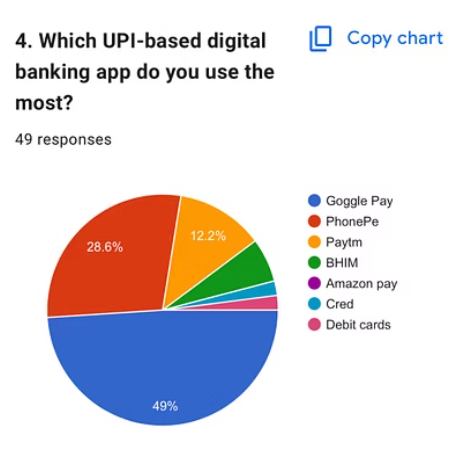 4. Which UPI-based digital
banking app do you use the
most?
Copy chart
49 responses
28.6%
12.2%
49%
Goggle Pay
PhonePe
Paytm
BHIM
Amazon pay
Cred
Debit cards